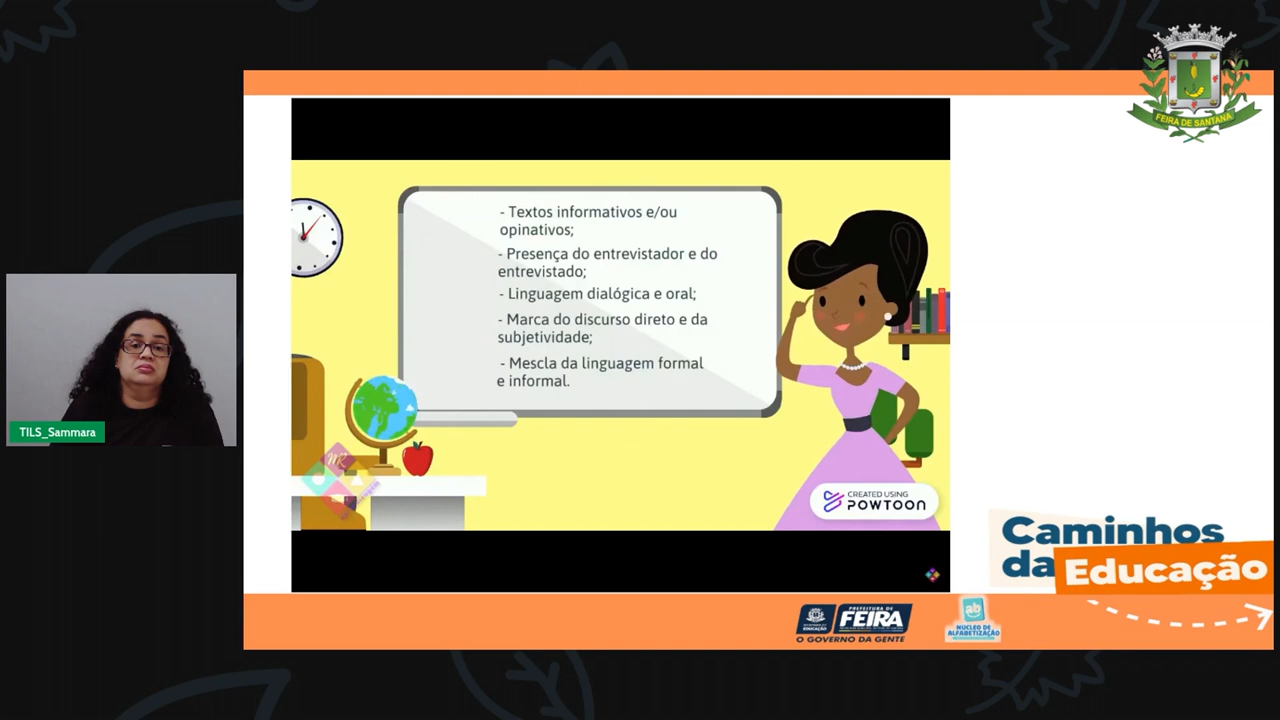 FEIRA DE SANTANA
- Textos informativos e/ou
opinativos;
- Presença do entrevistador e do
entrevistado;
- Linguagem dialógica e oral;
- Marca do discurso direto e da
subjetividade;
- Mescla da linguagem formal
e informal.
TILS_Sammara
CREATED USING
POWTOON
Caminhos
da Educação
PREFEITURA DE
FEIRA
O GOVERNO DA GENTE
ab
NÚCLEO DE
ALFABETIZAÇÃO